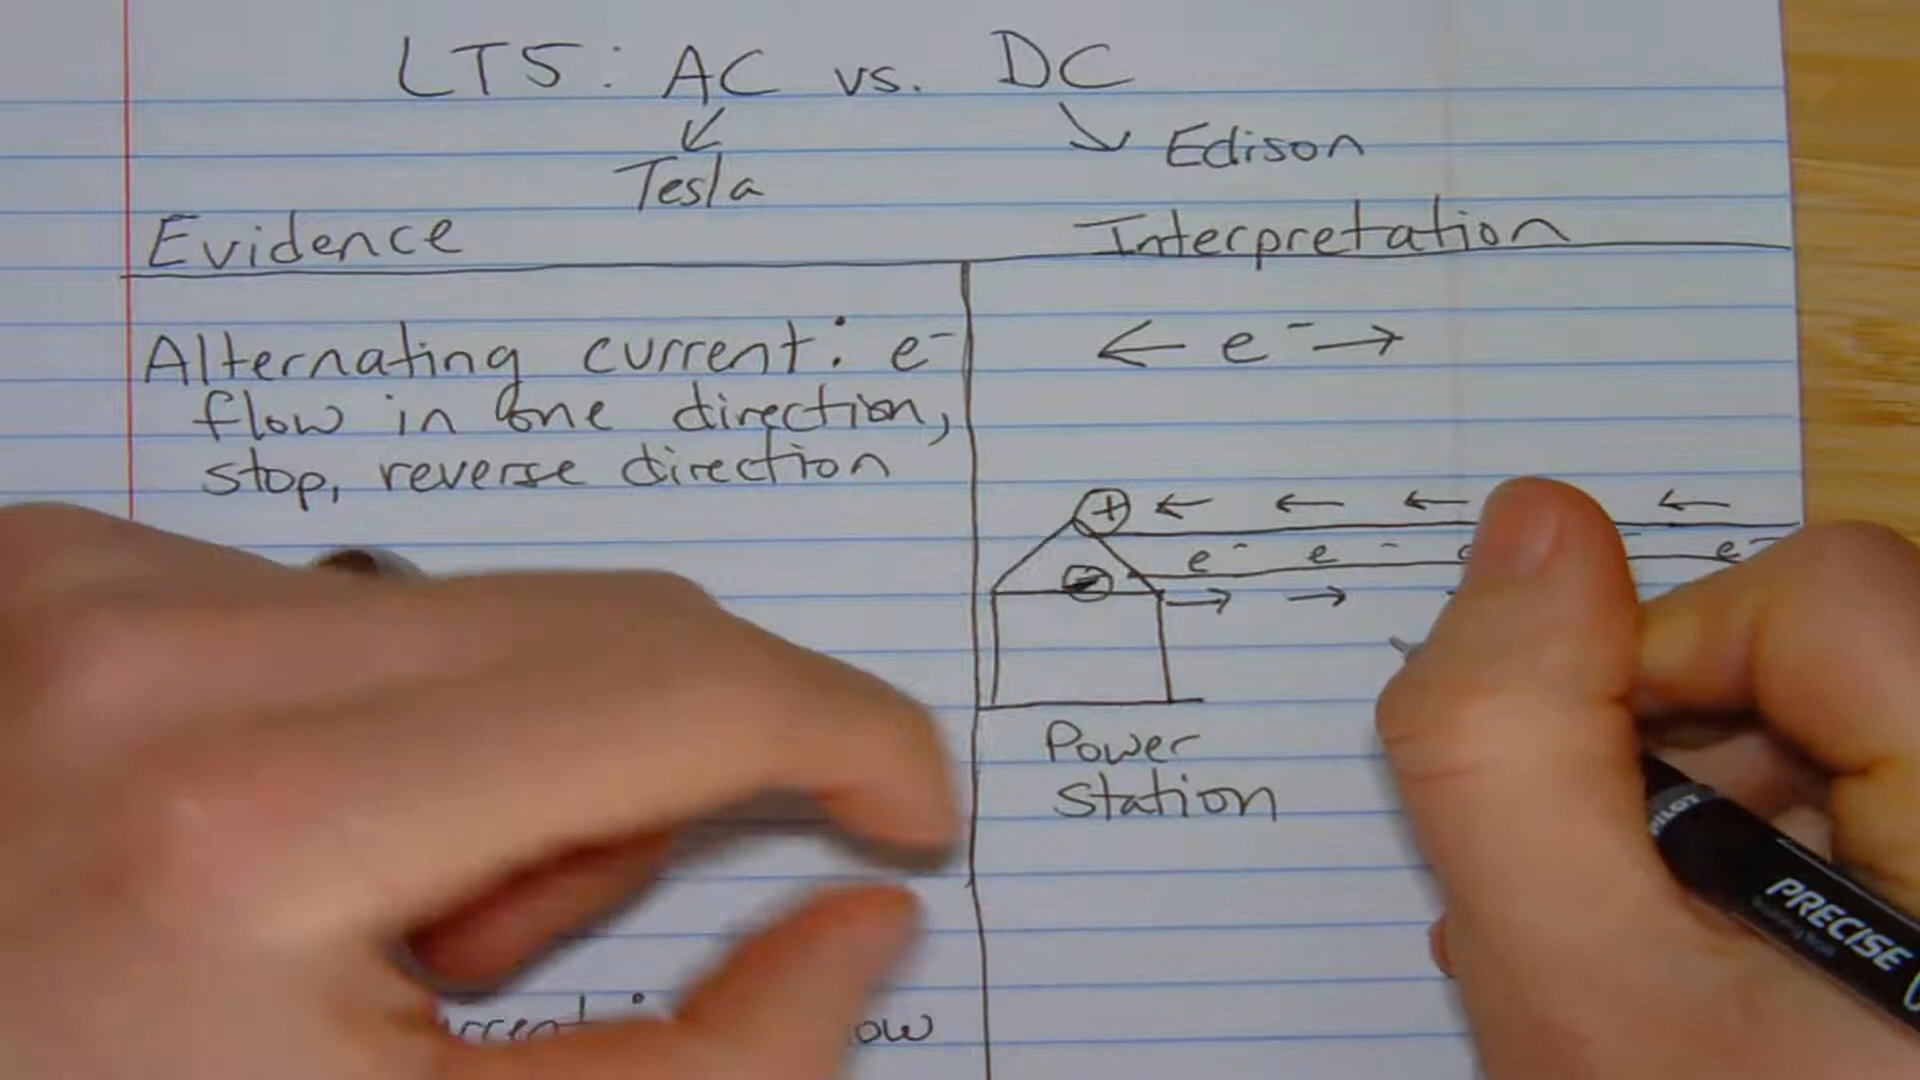 LT5: AC vs. DC
Tesla
Edison
Evidence
Interpretation
Alternating current: e⁻
flow in one direction,
stop, reverse direction
← e⁻ →
+ ← ← ← ←
e⁻ e⁻ e⁻
− → →
Power
Station
PILOT
PRECISE